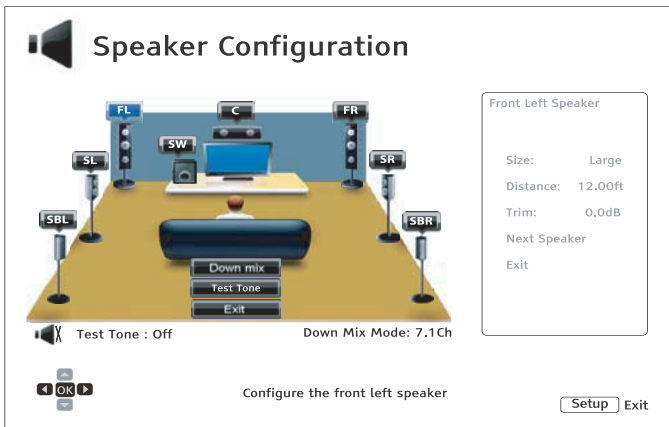 Speaker Configuration
FL
C
FR
SW
SL
SR
SBL
SBR
Down mix
Test Tone
Exit
X
Test Tone : Off
Down Mix Mode: 7.1Ch
Front Left Speaker
Size: Large
Distance: 12.00ft
Trim: 0.0dB
Next Speaker
Exit
OK
Configure the front left speaker
Setup Exit